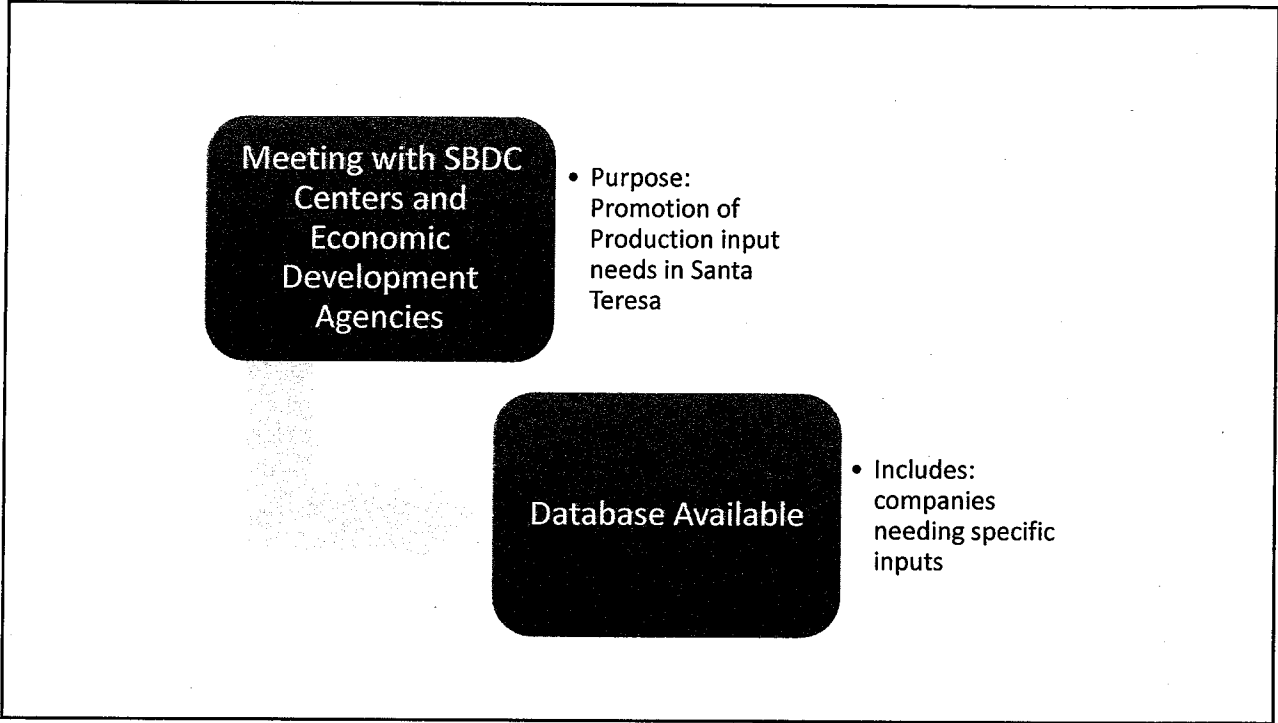 Meeting with SBDC
Centers and
Economic
Development
Agencies
• Purpose:
Promotion of
Production input
needs in Santa
Teresa
Database Available
• Includes:
companies
needing specific
inputs